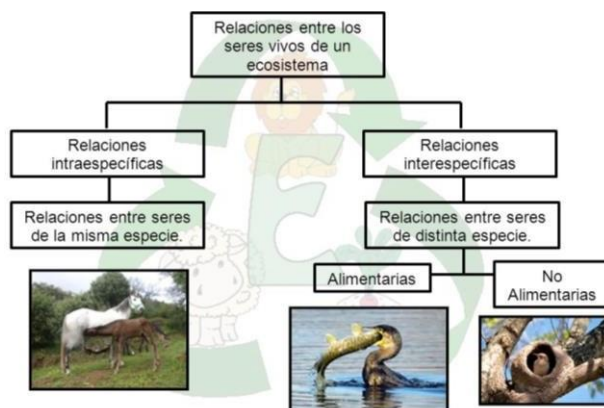 Relaciones entre los
seres vivos de un
ecosistema
Relaciones
intraespecíficas
Relaciones
interespecíficas
Relaciones entre seres
de la misma especie.
Relaciones entre seres
de distinta especie.
Alimentarias
No
Alimentarias
E